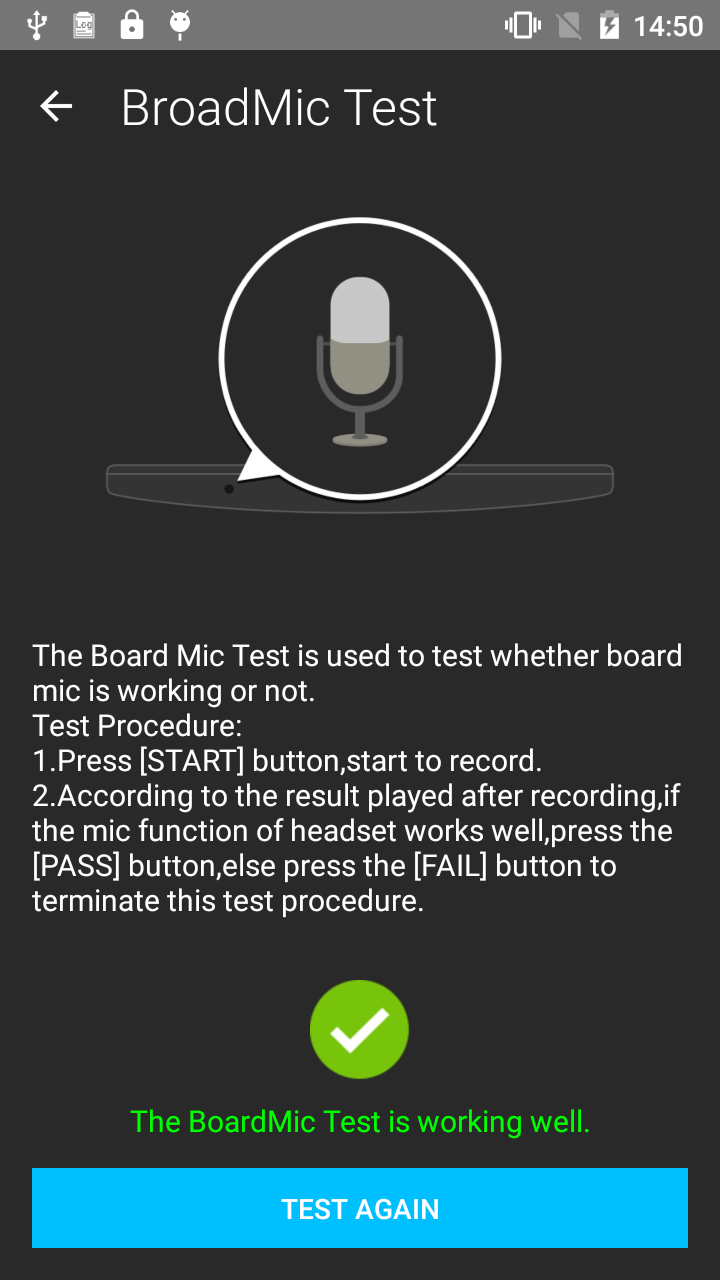 Log
14:50
BroadMic Test
The Board Mic Test is used to test whether board
mic is working or not.
Test Procedure:
1.Press [START] button,start to record.
2.According to the result played after recording,if
the mic function of headset works well,press the
[PASS] button,else press the [FAIL] button to
terminate this test procedure.
The BoardMic Test is working well.
TEST AGAIN